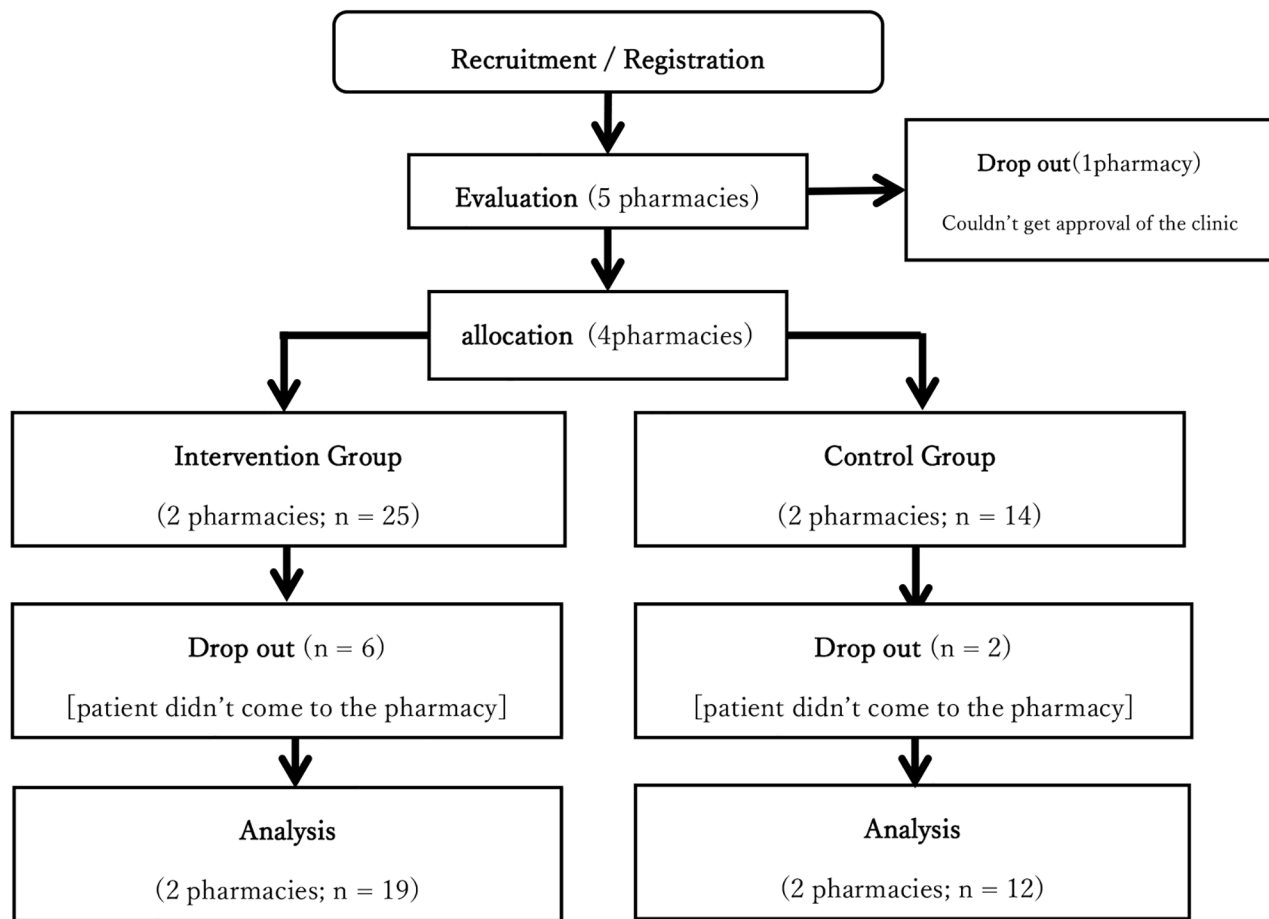 Recruitment / Registration
Evaluation (5 pharmacies)
Drop out(1pharmacy)
Couldn't get approval of the clinic
allocation (4pharmacies)
Intervention Group
(2 pharmacies; n = 25)
Control Group
(2 pharmacies; n = 14)
Drop out (n = 6)
[patient didn't come to the pharmacy]
Drop out (n = 2)
[patient didn't come to the pharmacy]
Analysis
(2 pharmacies; n = 19)
Analysis
(2 pharmacies; n = 12)